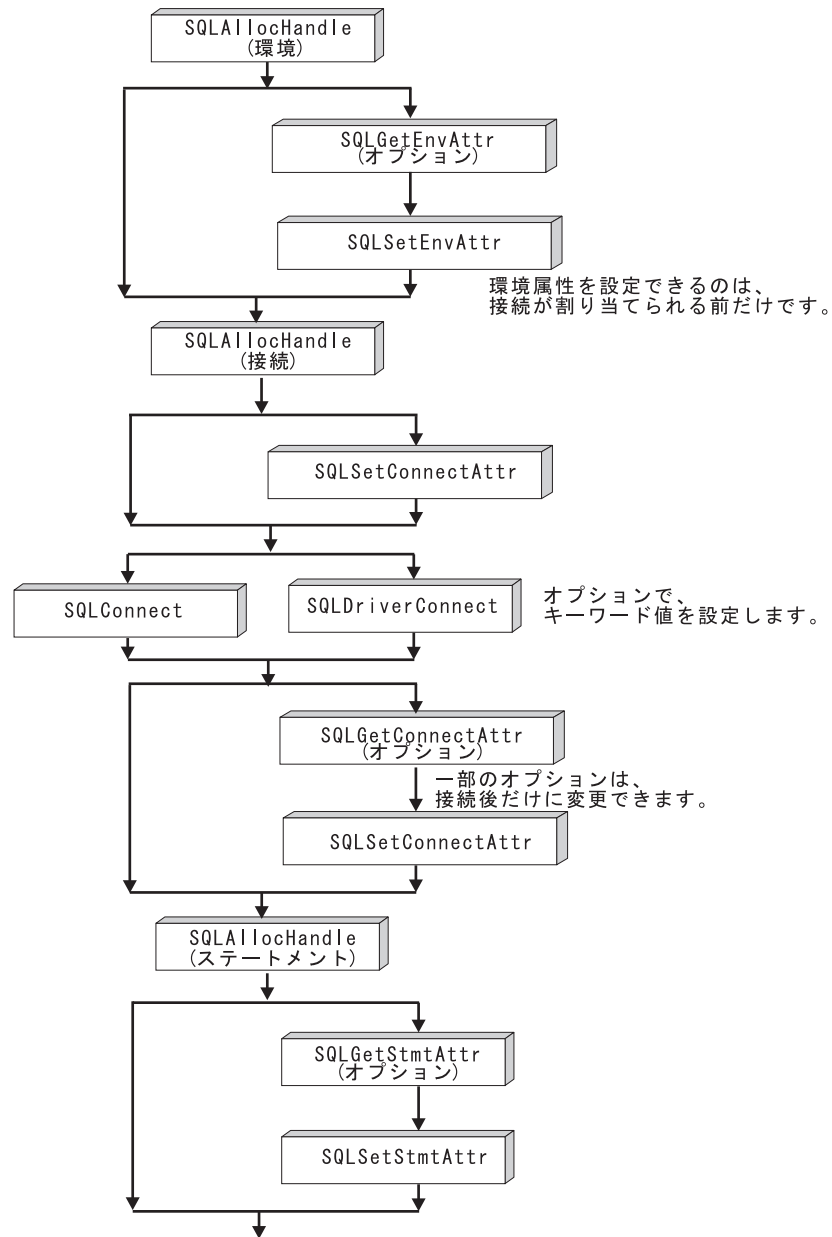 SQLAllocHandle
(環境)
SQLGetEnvAttr
(オプション)
SQLSetEnvAttr
環境属性を設定できるのは、
接続が割り当てられる前だけです。
SQLAllocHandle
(接続)
SQLSetConnectAttr
SQLConnect
SQLDriverConnect
オプションで、
キーワード値を設定します。
SQLGetConnectAttr
(オプション)
一部のオプションは、
接続後だけに変更できます。
SQLSetConnectAttr
SQLAllocHandle
(ステートメント)
SQLGetStmtAttr
(オプション)
SQLSetStmtAttr